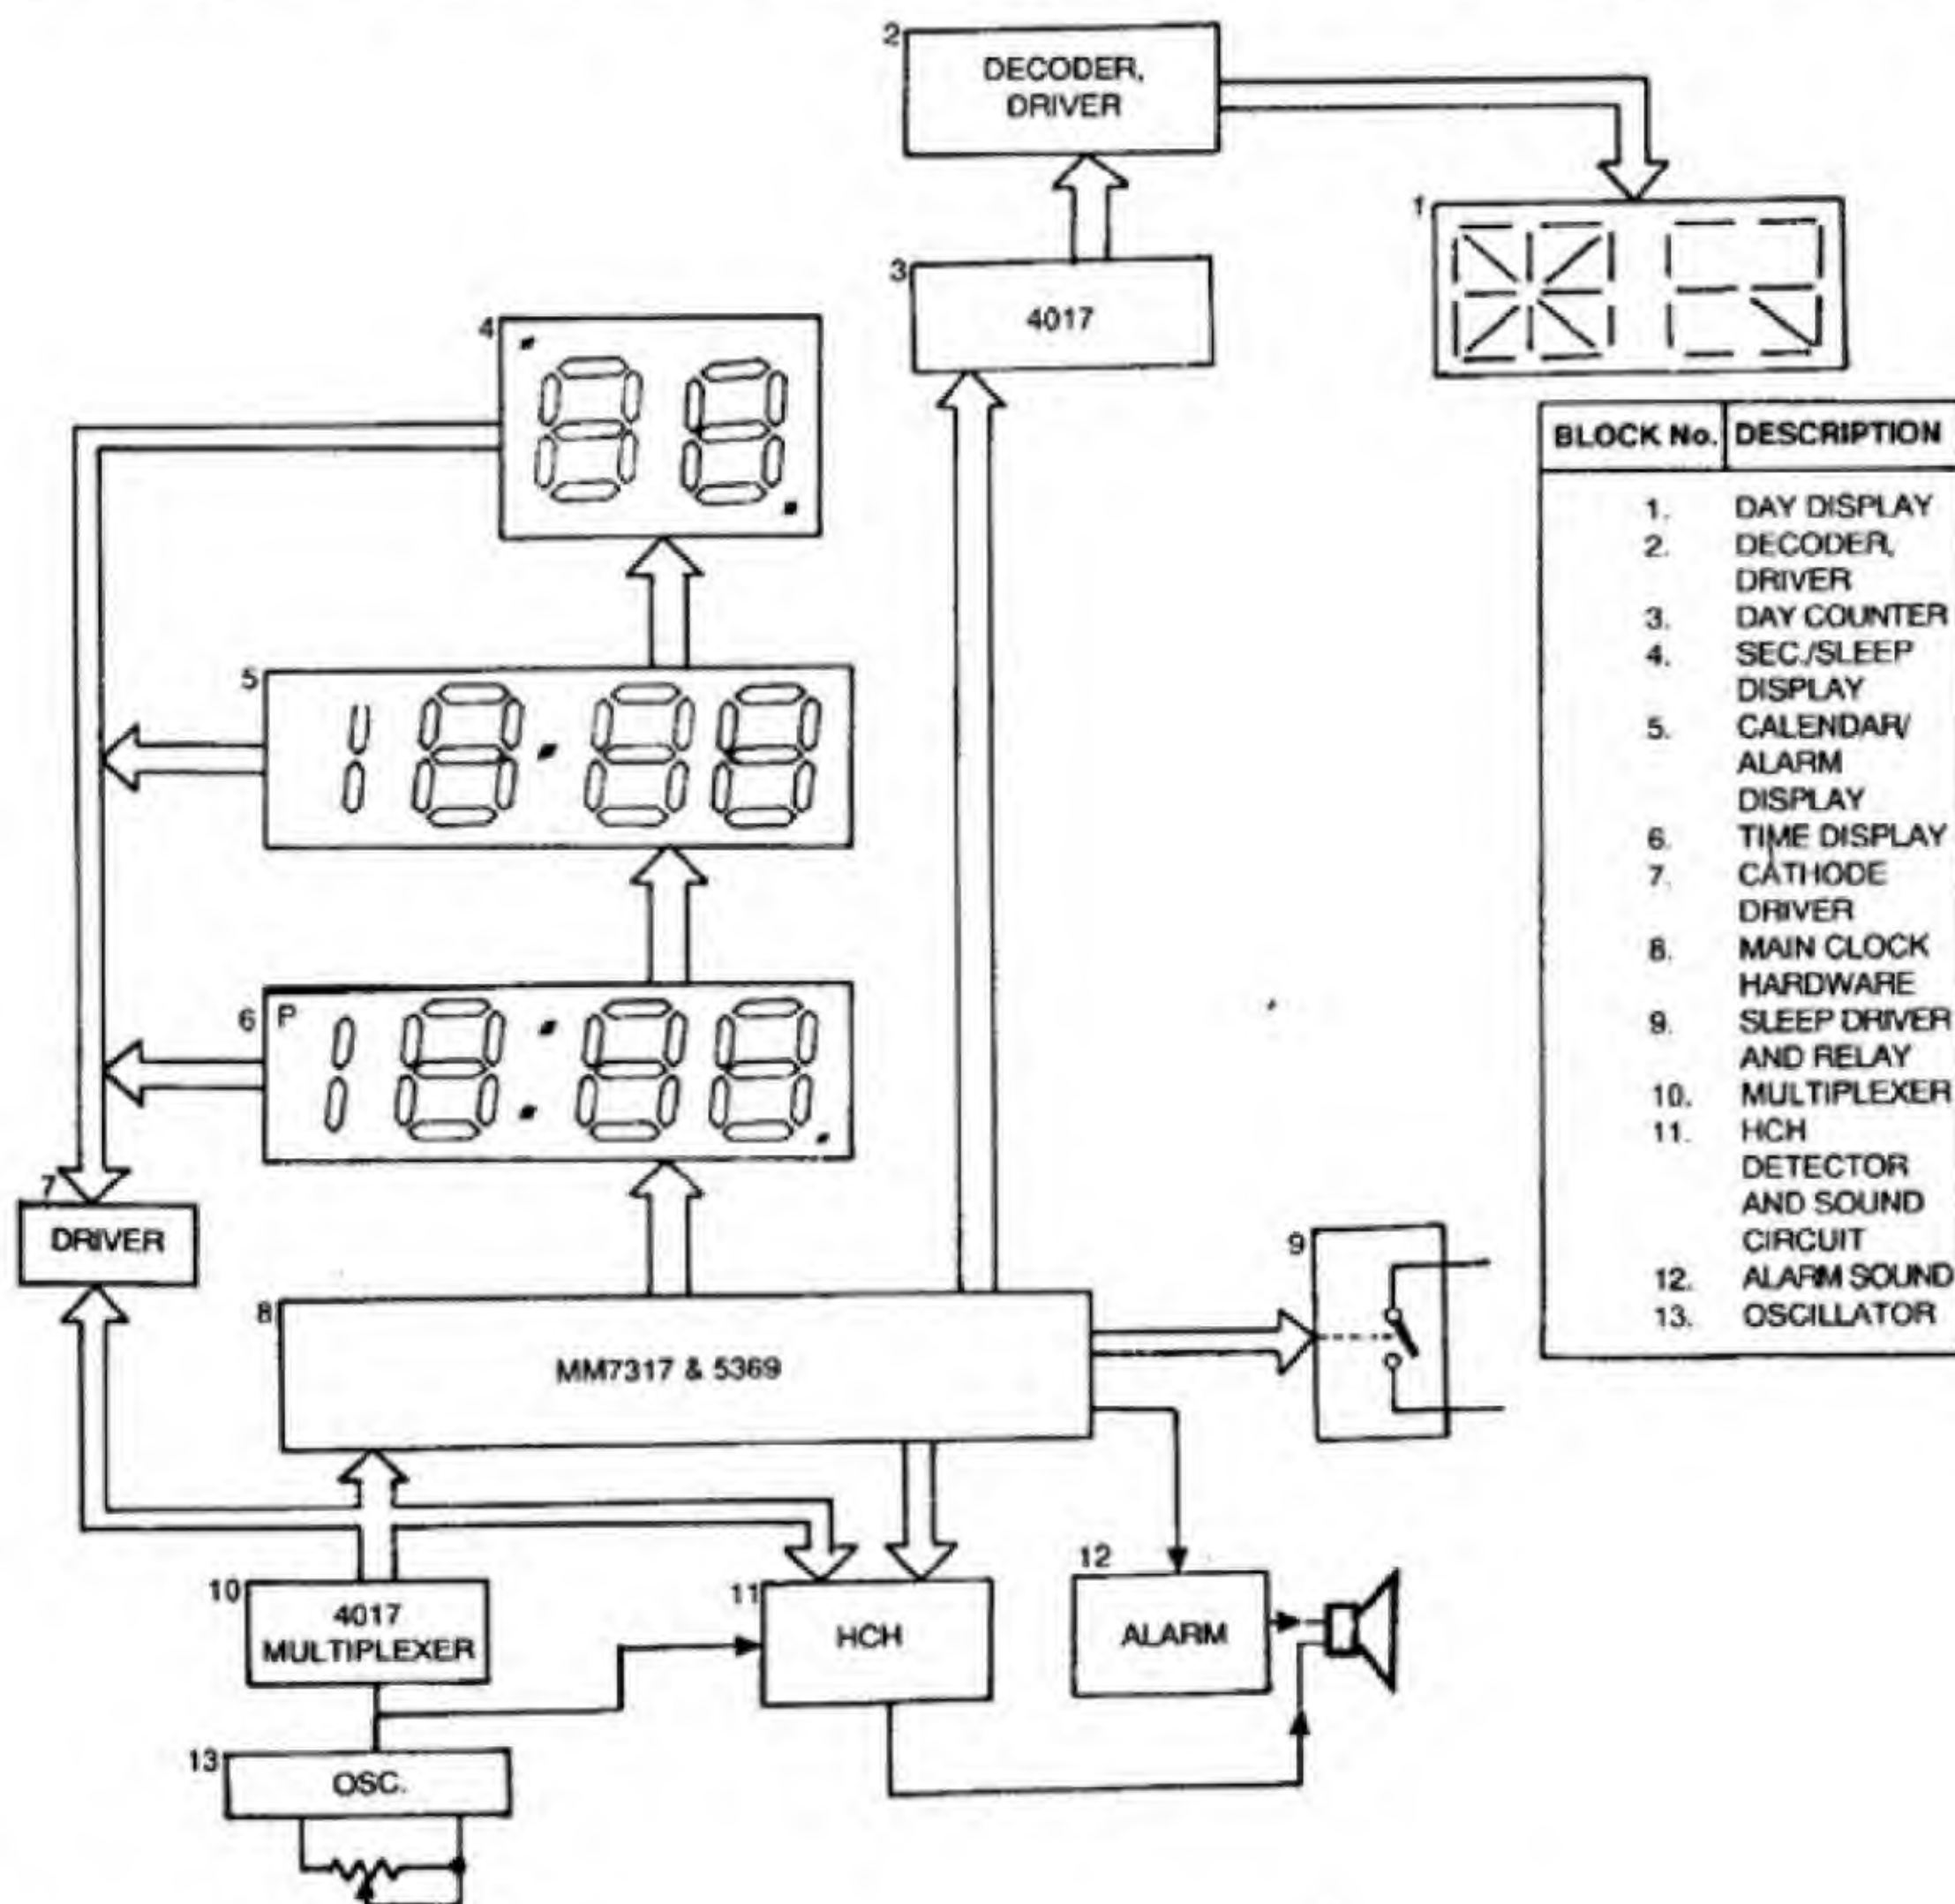 2
DECODER,
DRIVER
1
3
4017
4
5
6 P
7
DRIVER
8
MM7317 & 5369
9
10
4017
MULTIPLEXER
11
HCH
12
ALARM
13
OSC.
BLOCK No. DESCRIPTION
1. DAY DISPLAY
2. DECODER,
DRIVER
3. DAY COUNTER
4. SEC./SLEEP
DISPLAY
5. CALENDAR/
ALARM
DISPLAY
6. TIME DISPLAY
7. CATHODE
DRIVER
8. MAIN CLOCK
HARDWARE
9. SLEEP DRIVER
AND RELAY
10. MULTIPLEXER
11. HCH
DETECTOR
AND SOUND
CIRCUIT
12. ALARM SOUND
13. OSCILLATOR